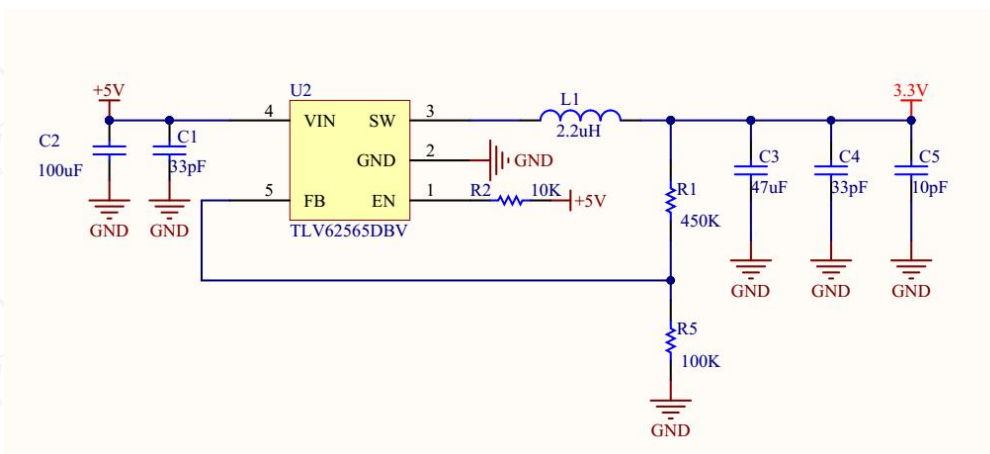 +5V
C2
100uF
C1
33pF
GND
GND
U2
4
VIN
SW
3
GND
2
GND
5
FB
EN
1
R2
10K
+5V
TLV62565DBV
L1
2.2uH
3.3V
R1
450K
C3
47uF
C4
33pF
C5
10pF
GND
GND
GND
R5
100K
GND